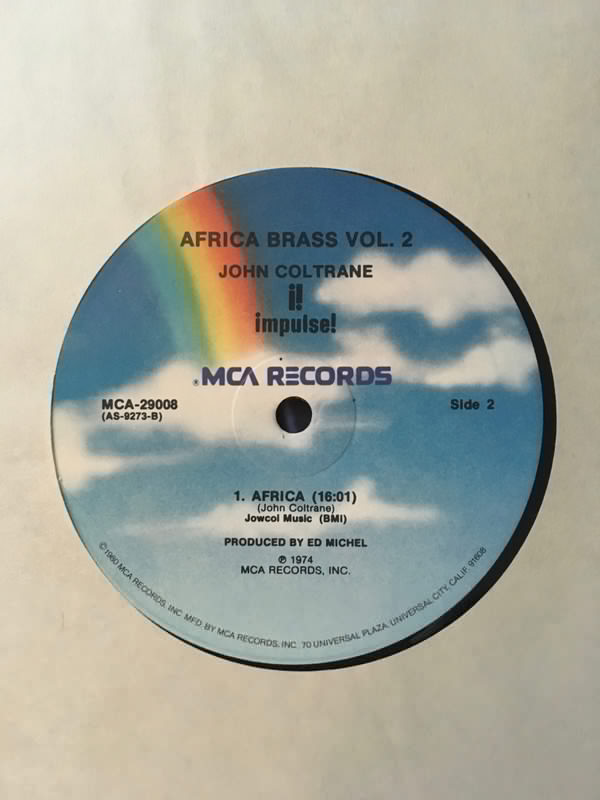 AFRICA BRASS VOL. 2
JOHN COLTRANE
i!
impulse!
®MCA RECORDS
MCA-29008
(AS-9273-B)
Side 2
1. AFRICA (16:01)
(John Coltrane)
Jowcol Music (BMI)
PRODUCED BY ED MICHEL
℗ 1974
MCA RECORDS, INC.
© 1980 MCA RECORDS, INC. MFD. BY MCA RECORDS, INC. 70 UNIVERSAL PLAZA, UNIVERSAL CITY, CALIF. 91608